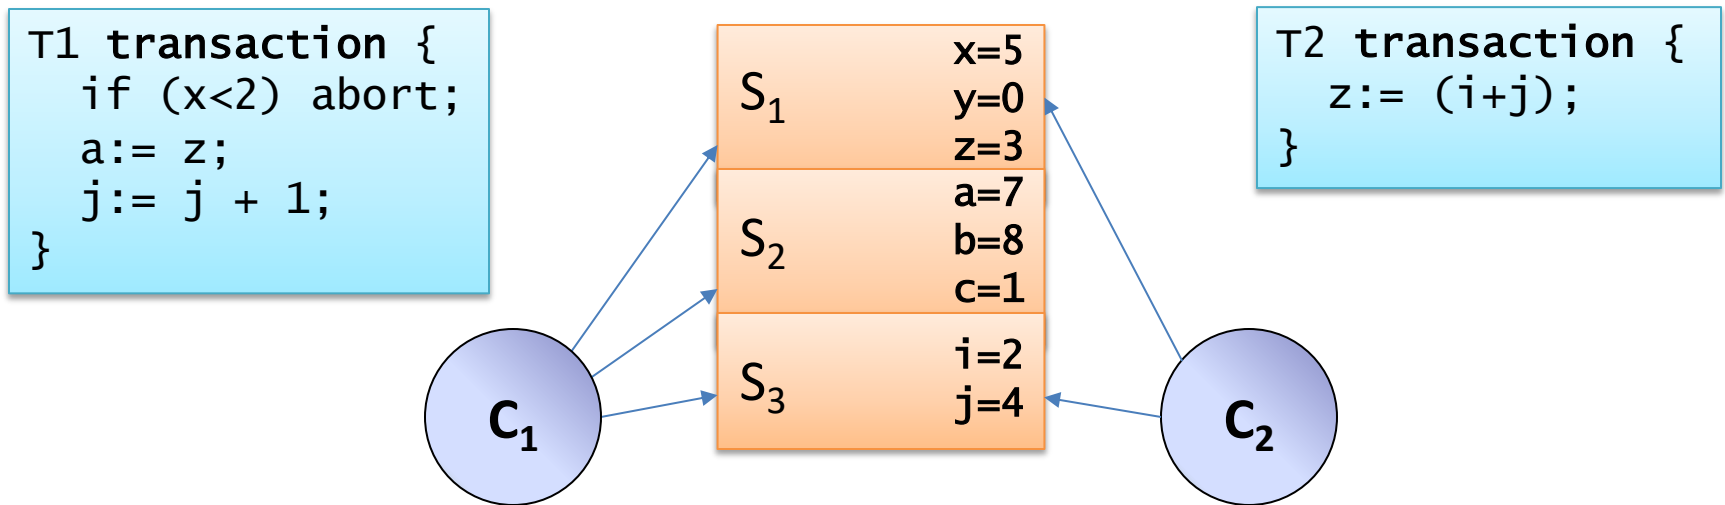 T1 transaction {
if (x<2) abort;
a:= z;
j:= j + 1;
}
S1
x=5
y=0
z=3
S2
a=7
b=8
c=1
S3
i=2
j=4
T2 transaction {
z:= (i+j);
}
C1
C2